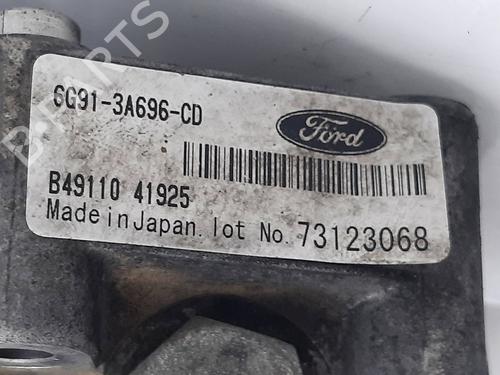 B PARTS
6G91-3A696-CD
Ford
B49110 41925
Made in Japan. lot No. 73123068